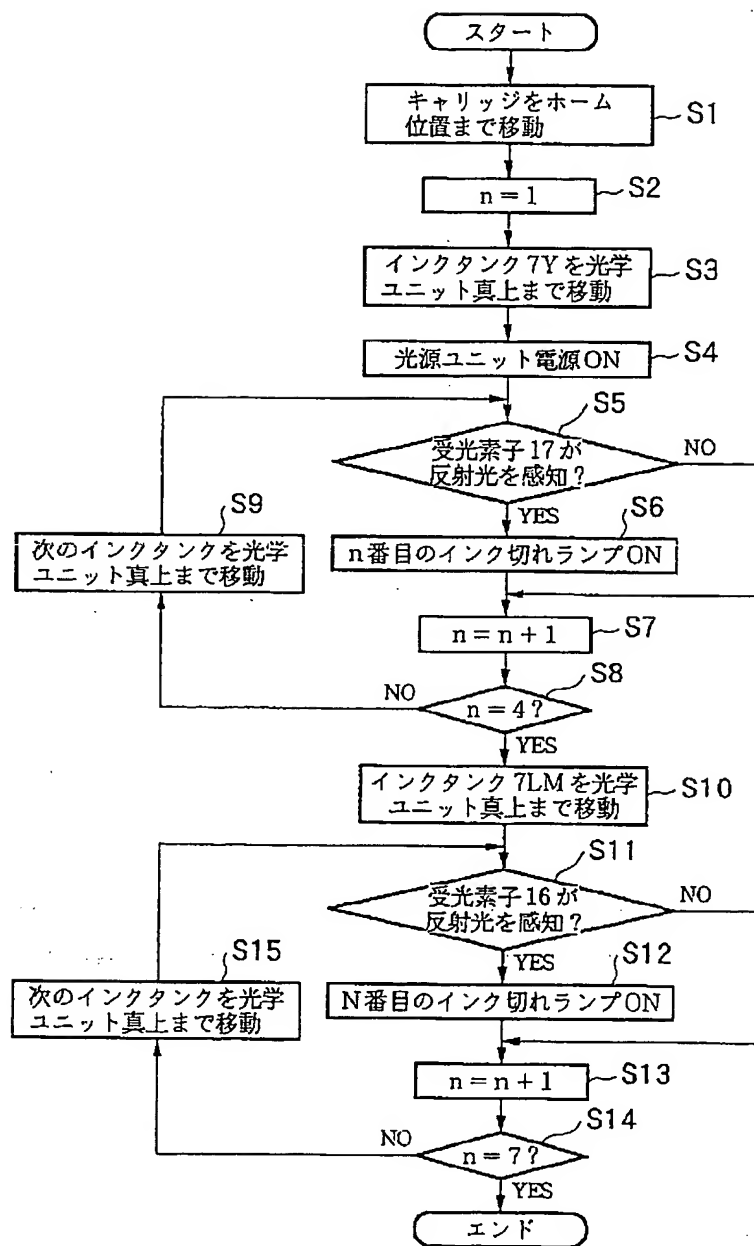 スタート
キャリッジをホーム
位置まで移動
S1
n=1
S2
インクタンク7Yを光学
ユニット真上まで移動
S3
光源ユニット電源ON
S4
S5
受光素子17が
反射光を感知?
NO
YES
S9
次のインクタンクを光学
ユニット真上まで移動
S6
n番目のインク切れランプON
n=n+1
S7
S8
n=4?
NO
YES
インクタンク7LMを光学
ユニット真上まで移動
S10
S11
受光素子16が
反射光を感知?
NO
YES
S15
次のインクタンクを光学
ユニット真上まで移動
S12
N番目のインク切れランプON
n=n+1
S13
S14
n=7?
NO
YES
エンド